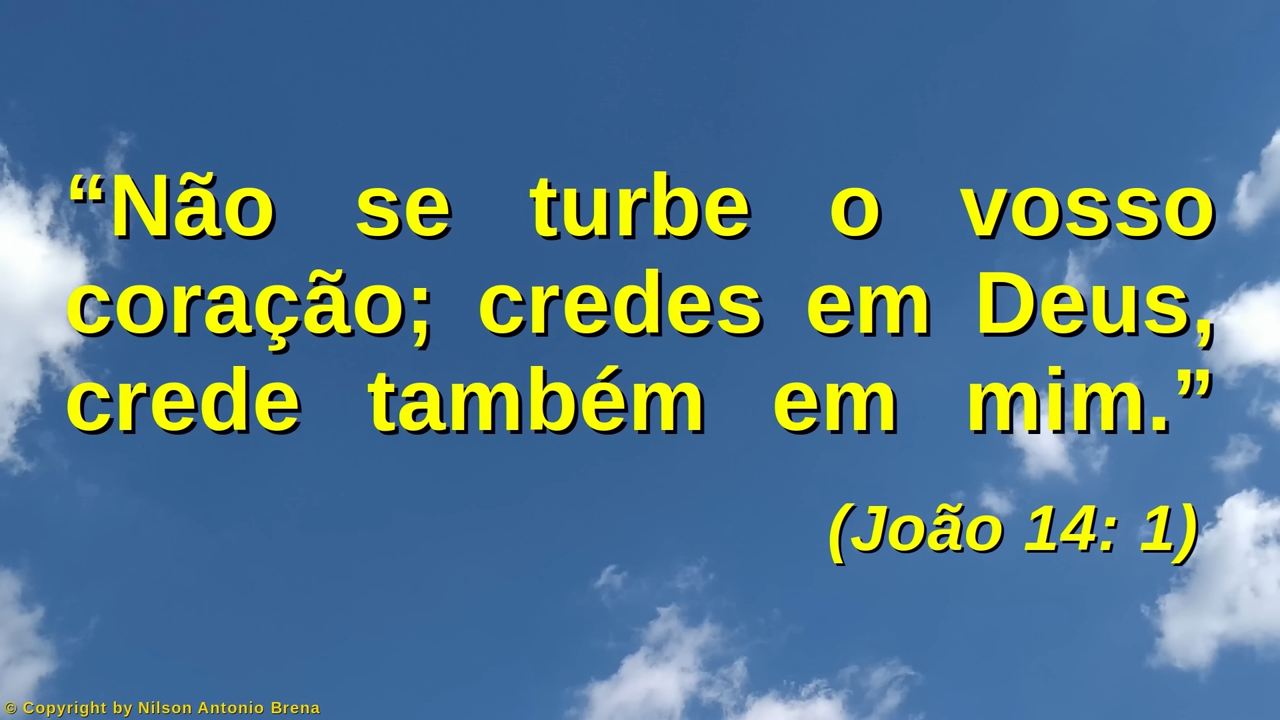 “Não se turbe o vosso
coração; credes em Deus,
crede também em mim.”
(João 14: 1)
© Copyright by Nilson Antonio Brena